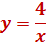 y = 4/x